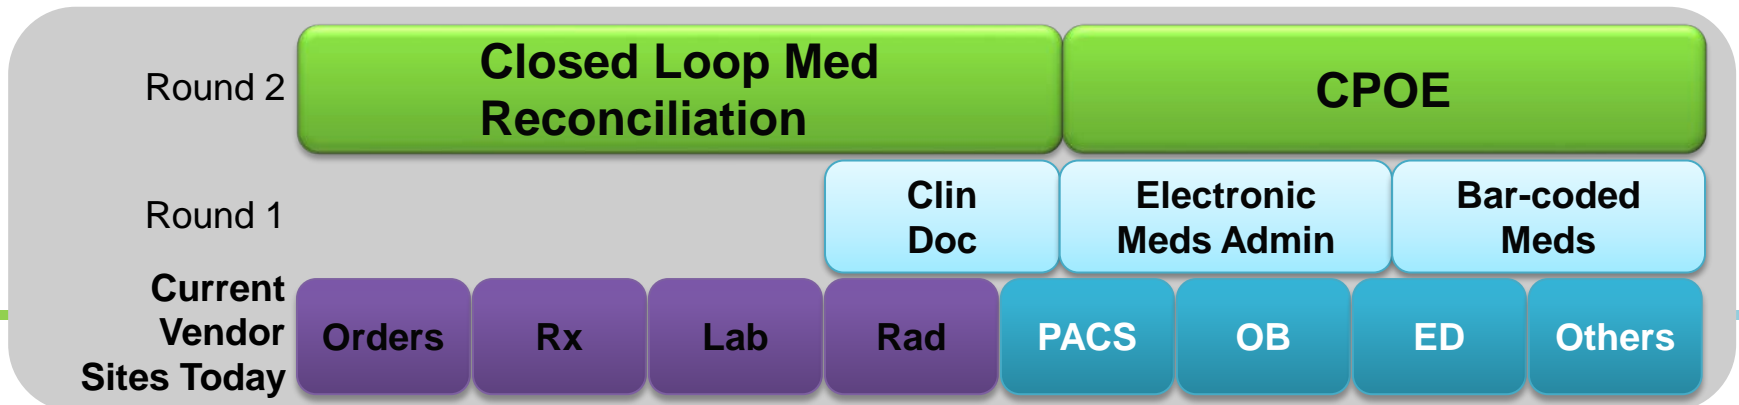 Round 2
Closed Loop Med
Reconciliation
CPOE
Round 1
Clin
Doc
Electronic
Meds Admin
Bar-coded
Meds
Current
Vendor
Sites Today
Orders
Rx
Lab
Rad
PACS
OB
ED
Others